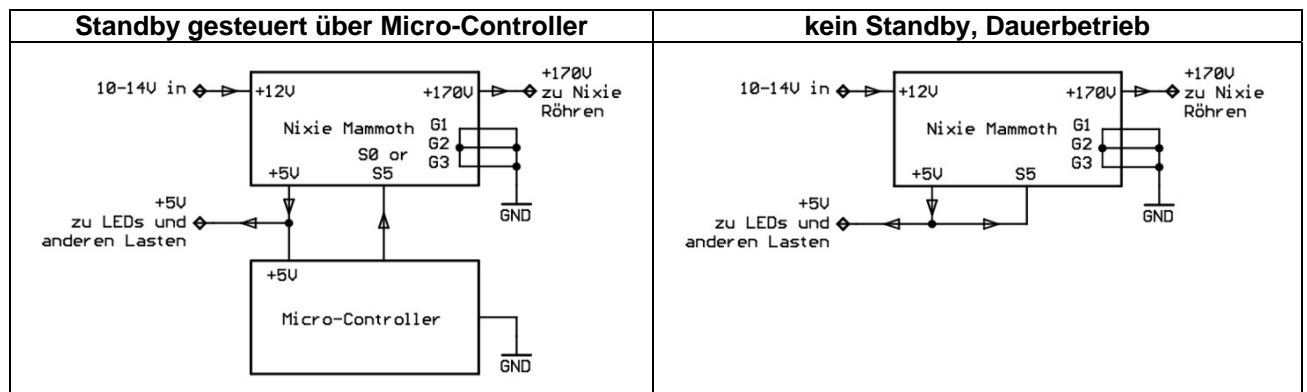 Standby gesteuert über Micro-Controller
10-14V in
+12V
+170V
+170V
zu Nixie
Röhren
Nixie Mammoth
G1
G2
G3
S0 or
S5
+5V
+5V
zu LEDs und
anderen Lasten
GND
+5V
Micro-Controller
GND
kein Standby, Dauerbetrieb
10-14V in
+12V
+170V
+170V
zu Nixie
Röhren
Nixie Mammoth
G1
G2
G3
+5V
S5
+5V
zu LEDs und
anderen Lasten
GND